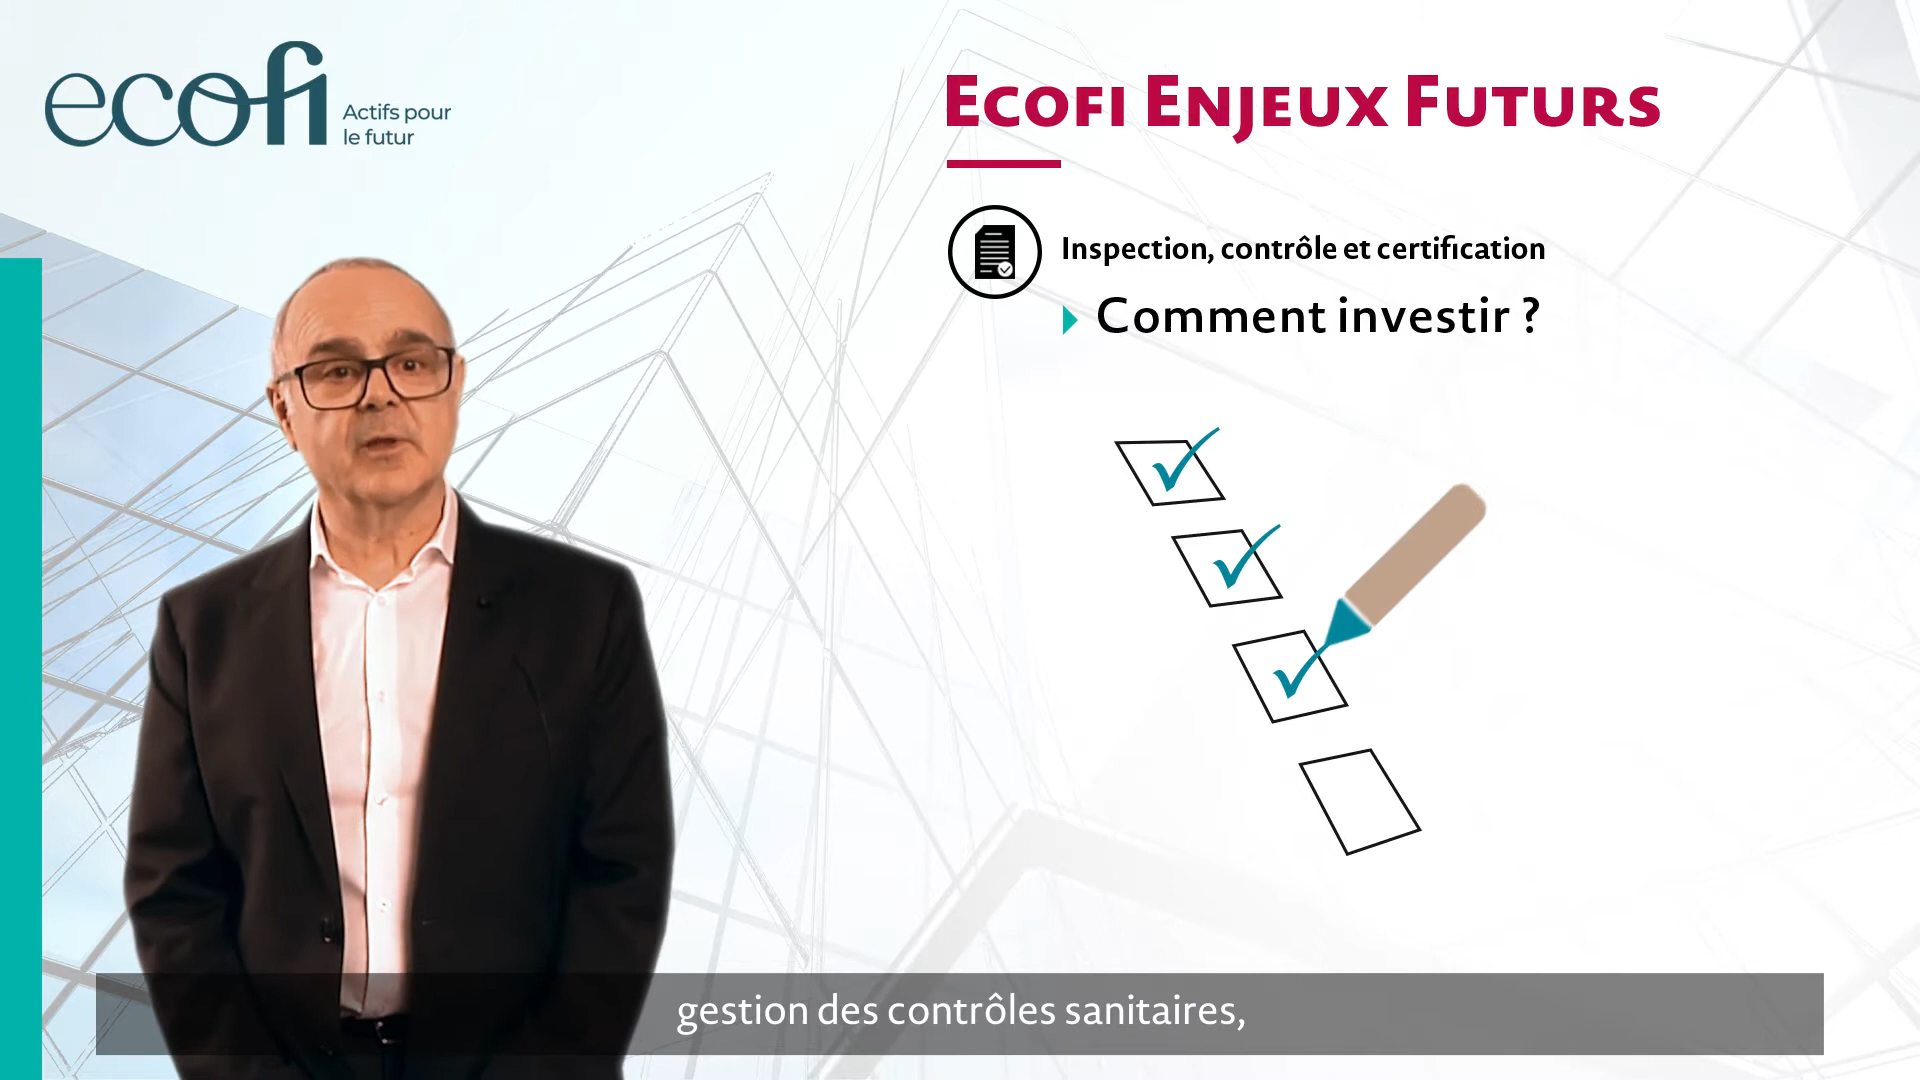 ecofi
Actifs pour
le futur
Ecofi Enjeux Futurs
Inspection, contrôle et certification
Comment investir ?
gestion des contrôles sanitaires,